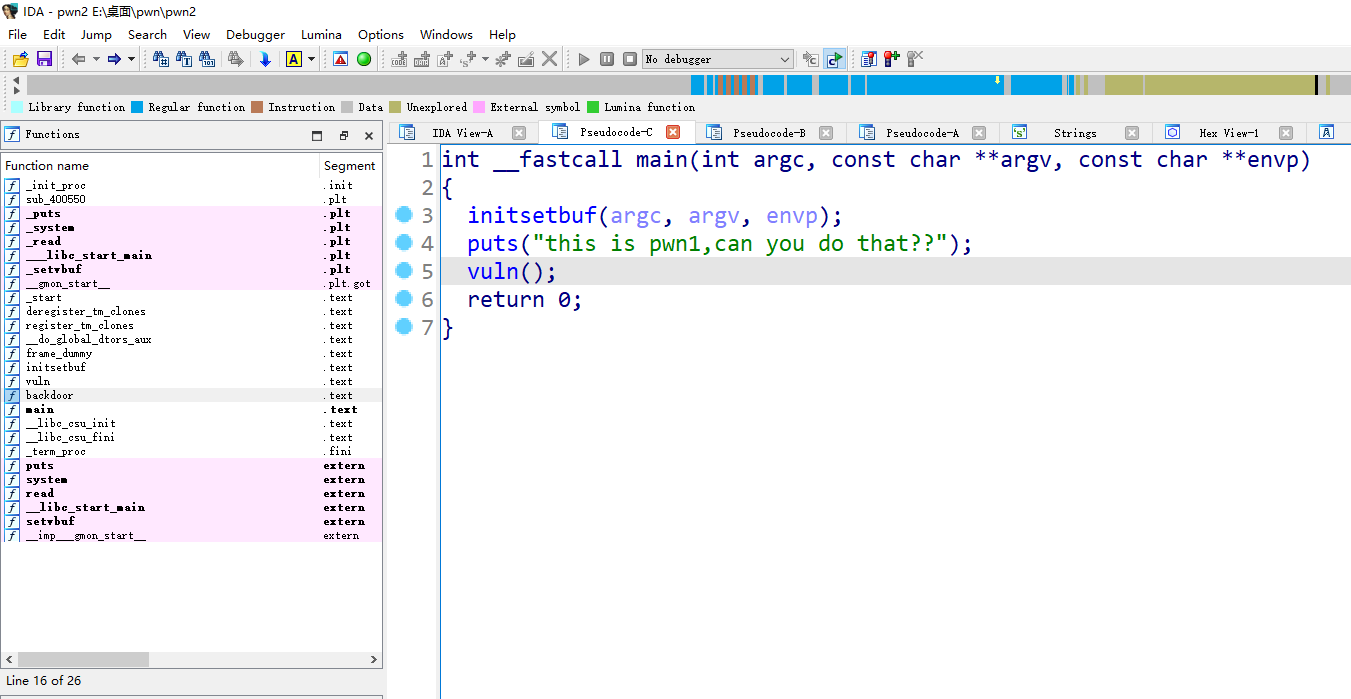 IDA - pwn2 E:\桌面\pwn\pwn2
File Edit Jump Search View Debugger Lumina Options Windows Help
No debugger
Library function Regular function Instruction Data Unexplored External symbol Lumina function
Functions
IDA View-A Pseudocode-C Pseudocode-B Pseudocode-A Strings Hex View-1
Function name Segment
_init_proc .init
sub_400550 .plt
_puts .plt
_system .plt
_read .plt
___libc_start_main .plt
_setvbuf .plt
__gmon_start__ .plt.got
_start .text
deregister_tm_clones .text
register_tm_clones .text
__do_global_dtors_aux .text
frame_dummy .text
initsetbuf .text
vuln .text
backdoor .text
main .text
__libc_csu_init .text
__libc_csu_fini .text
_term_proc .fini
puts extern
system extern
read extern
__libc_start_main extern
setvbuf extern
__imp___gmon_start__ extern
Line 16 of 26
1 int __fastcall main(int argc, const char **argv, const char **envp)
2 {
3 initsetbuf(argc, argv, envp);
4 puts("this is pwn1,can you do that??");
5 vuln();
6 return 0;
7 }